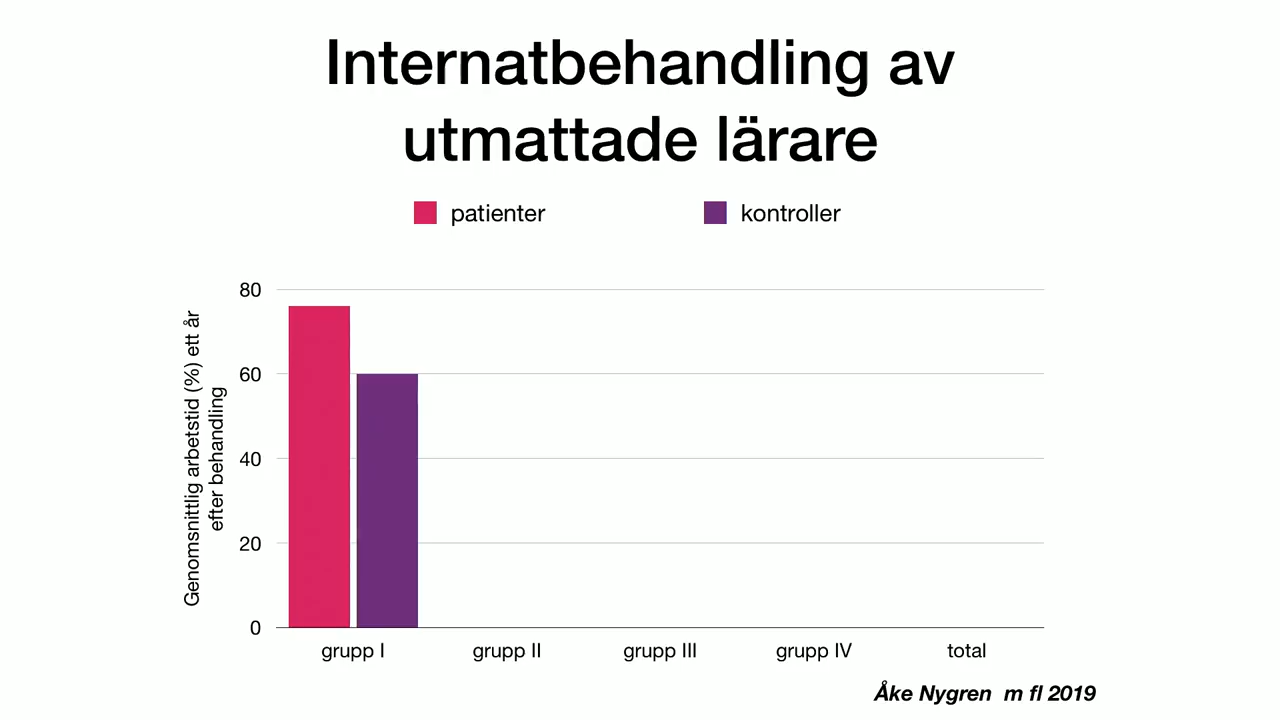 Internatbehandling av
utmattade lärare
patienter
kontroller
Genomsnittlig arbetstid (%) ett år
efter behandling
80
60
40
20
0
grupp I
grupp II
grupp III
grupp IV
total
Åke Nygren m fl 2019